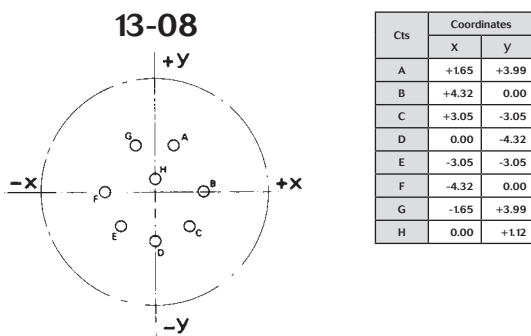 13-08
+y
G A
H
-x F B +x
E C
D
-y
Cts Coordinates
x y
A +1.65 +3.99
B +4.32 0.00
C +3.05 -3.05
D 0.00 -4.32
E -3.05 -3.05
F -4.32 0.00
G -1.65 +3.99
H 0.00 +1.12